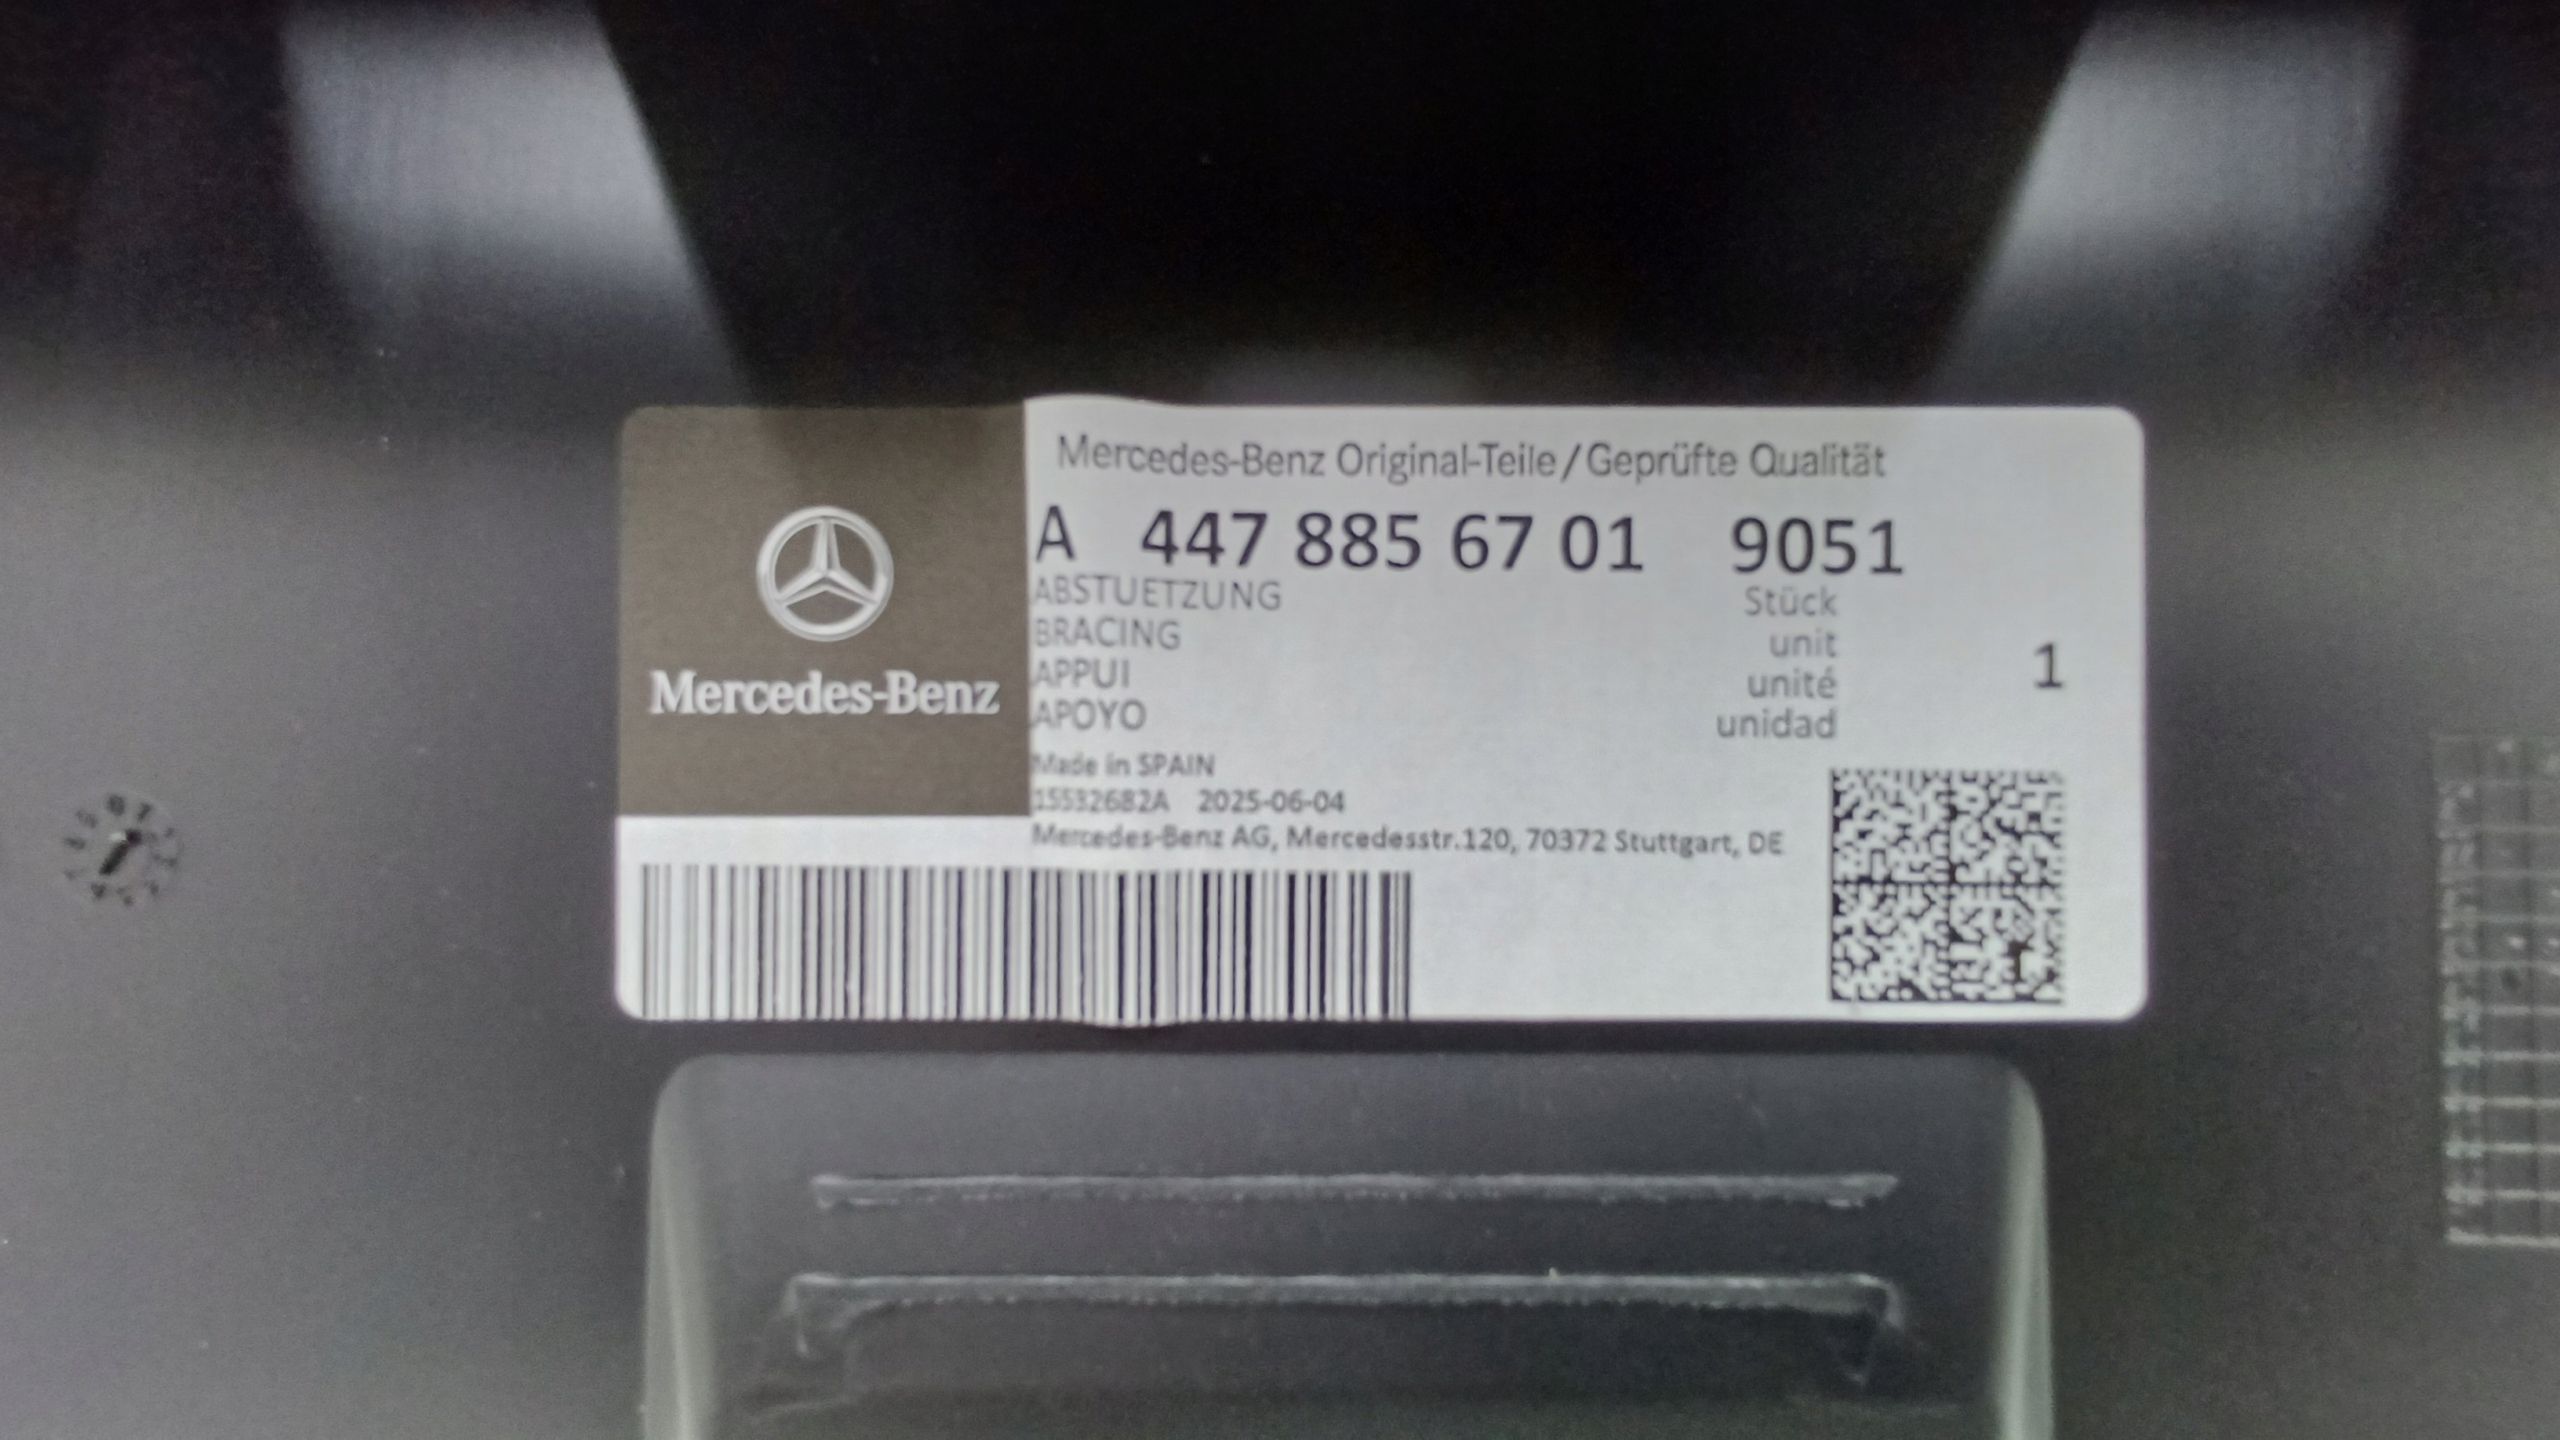 Mercedes-Benz
Mercedes-Benz Original-Teile/Geprüfte Qualität
A 447 885 67 01 9051
ABSTUETZUNG
BRACING
APPUI
APOYO
Stück
unit
unité
unidad
1
Made in SPAIN
15532682A 2025-06-04
Mercedes-Benz AG, Mercedesstr.120, 70372 Stuttgart, DE